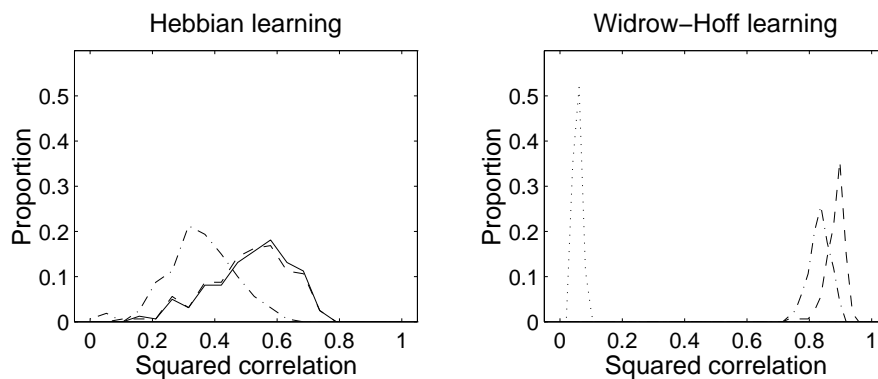 Hebbian learning
Proportion
0.5
0.4
0.3
0.2
0.1
0
0 0.2 0.4 0.6 0.8 1
Squared correlation
Widrow−Hoff learning
Proportion
0.5
0.4
0.3
0.2
0.1
0
0 0.2 0.4 0.6 0.8 1
Squared correlation